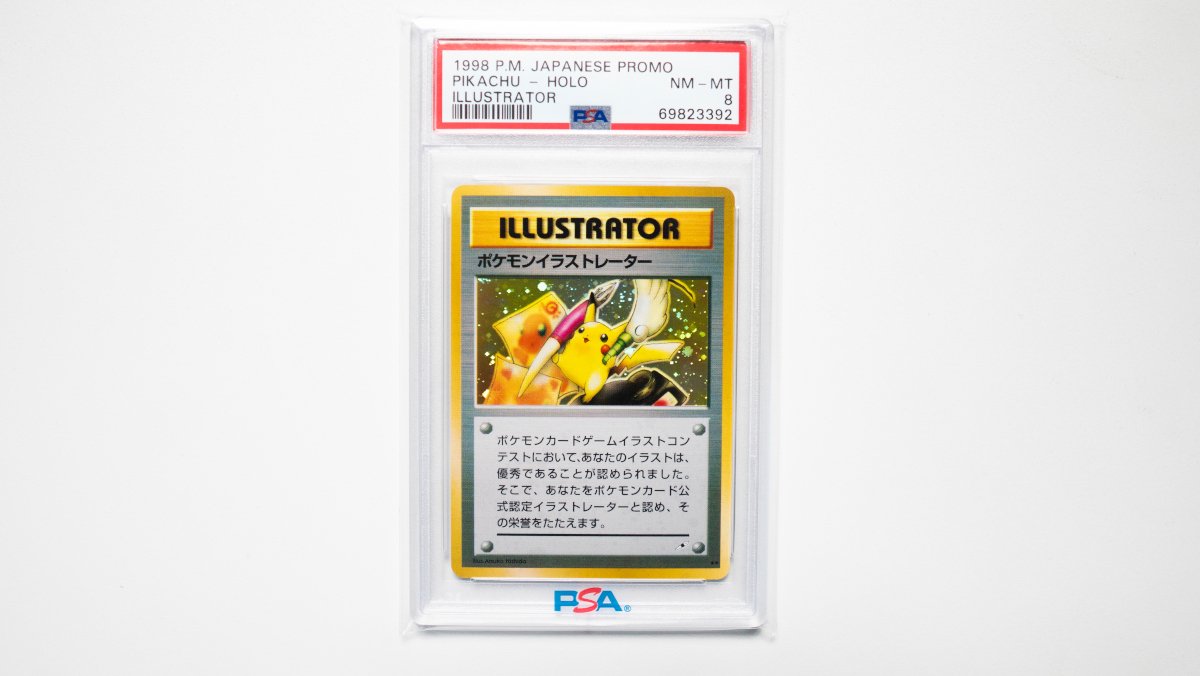 1998 P.M. JAPANESE PROMO
PIKACHU - HOLO NM-MT
ILLUSTRATOR 8
PSA 69823392
ILLUSTRATOR
ポケモンイラストレーター
ポケモンカードゲームイラストコン
テストにおいて、あなたのイラストは、
優秀であることが認められました。
そこで、あなたをポケモンカード公
式認定イラストレーターと認め、そ
の栄誉をたたえます。
Illus. Atsuko Nishida
PSA®